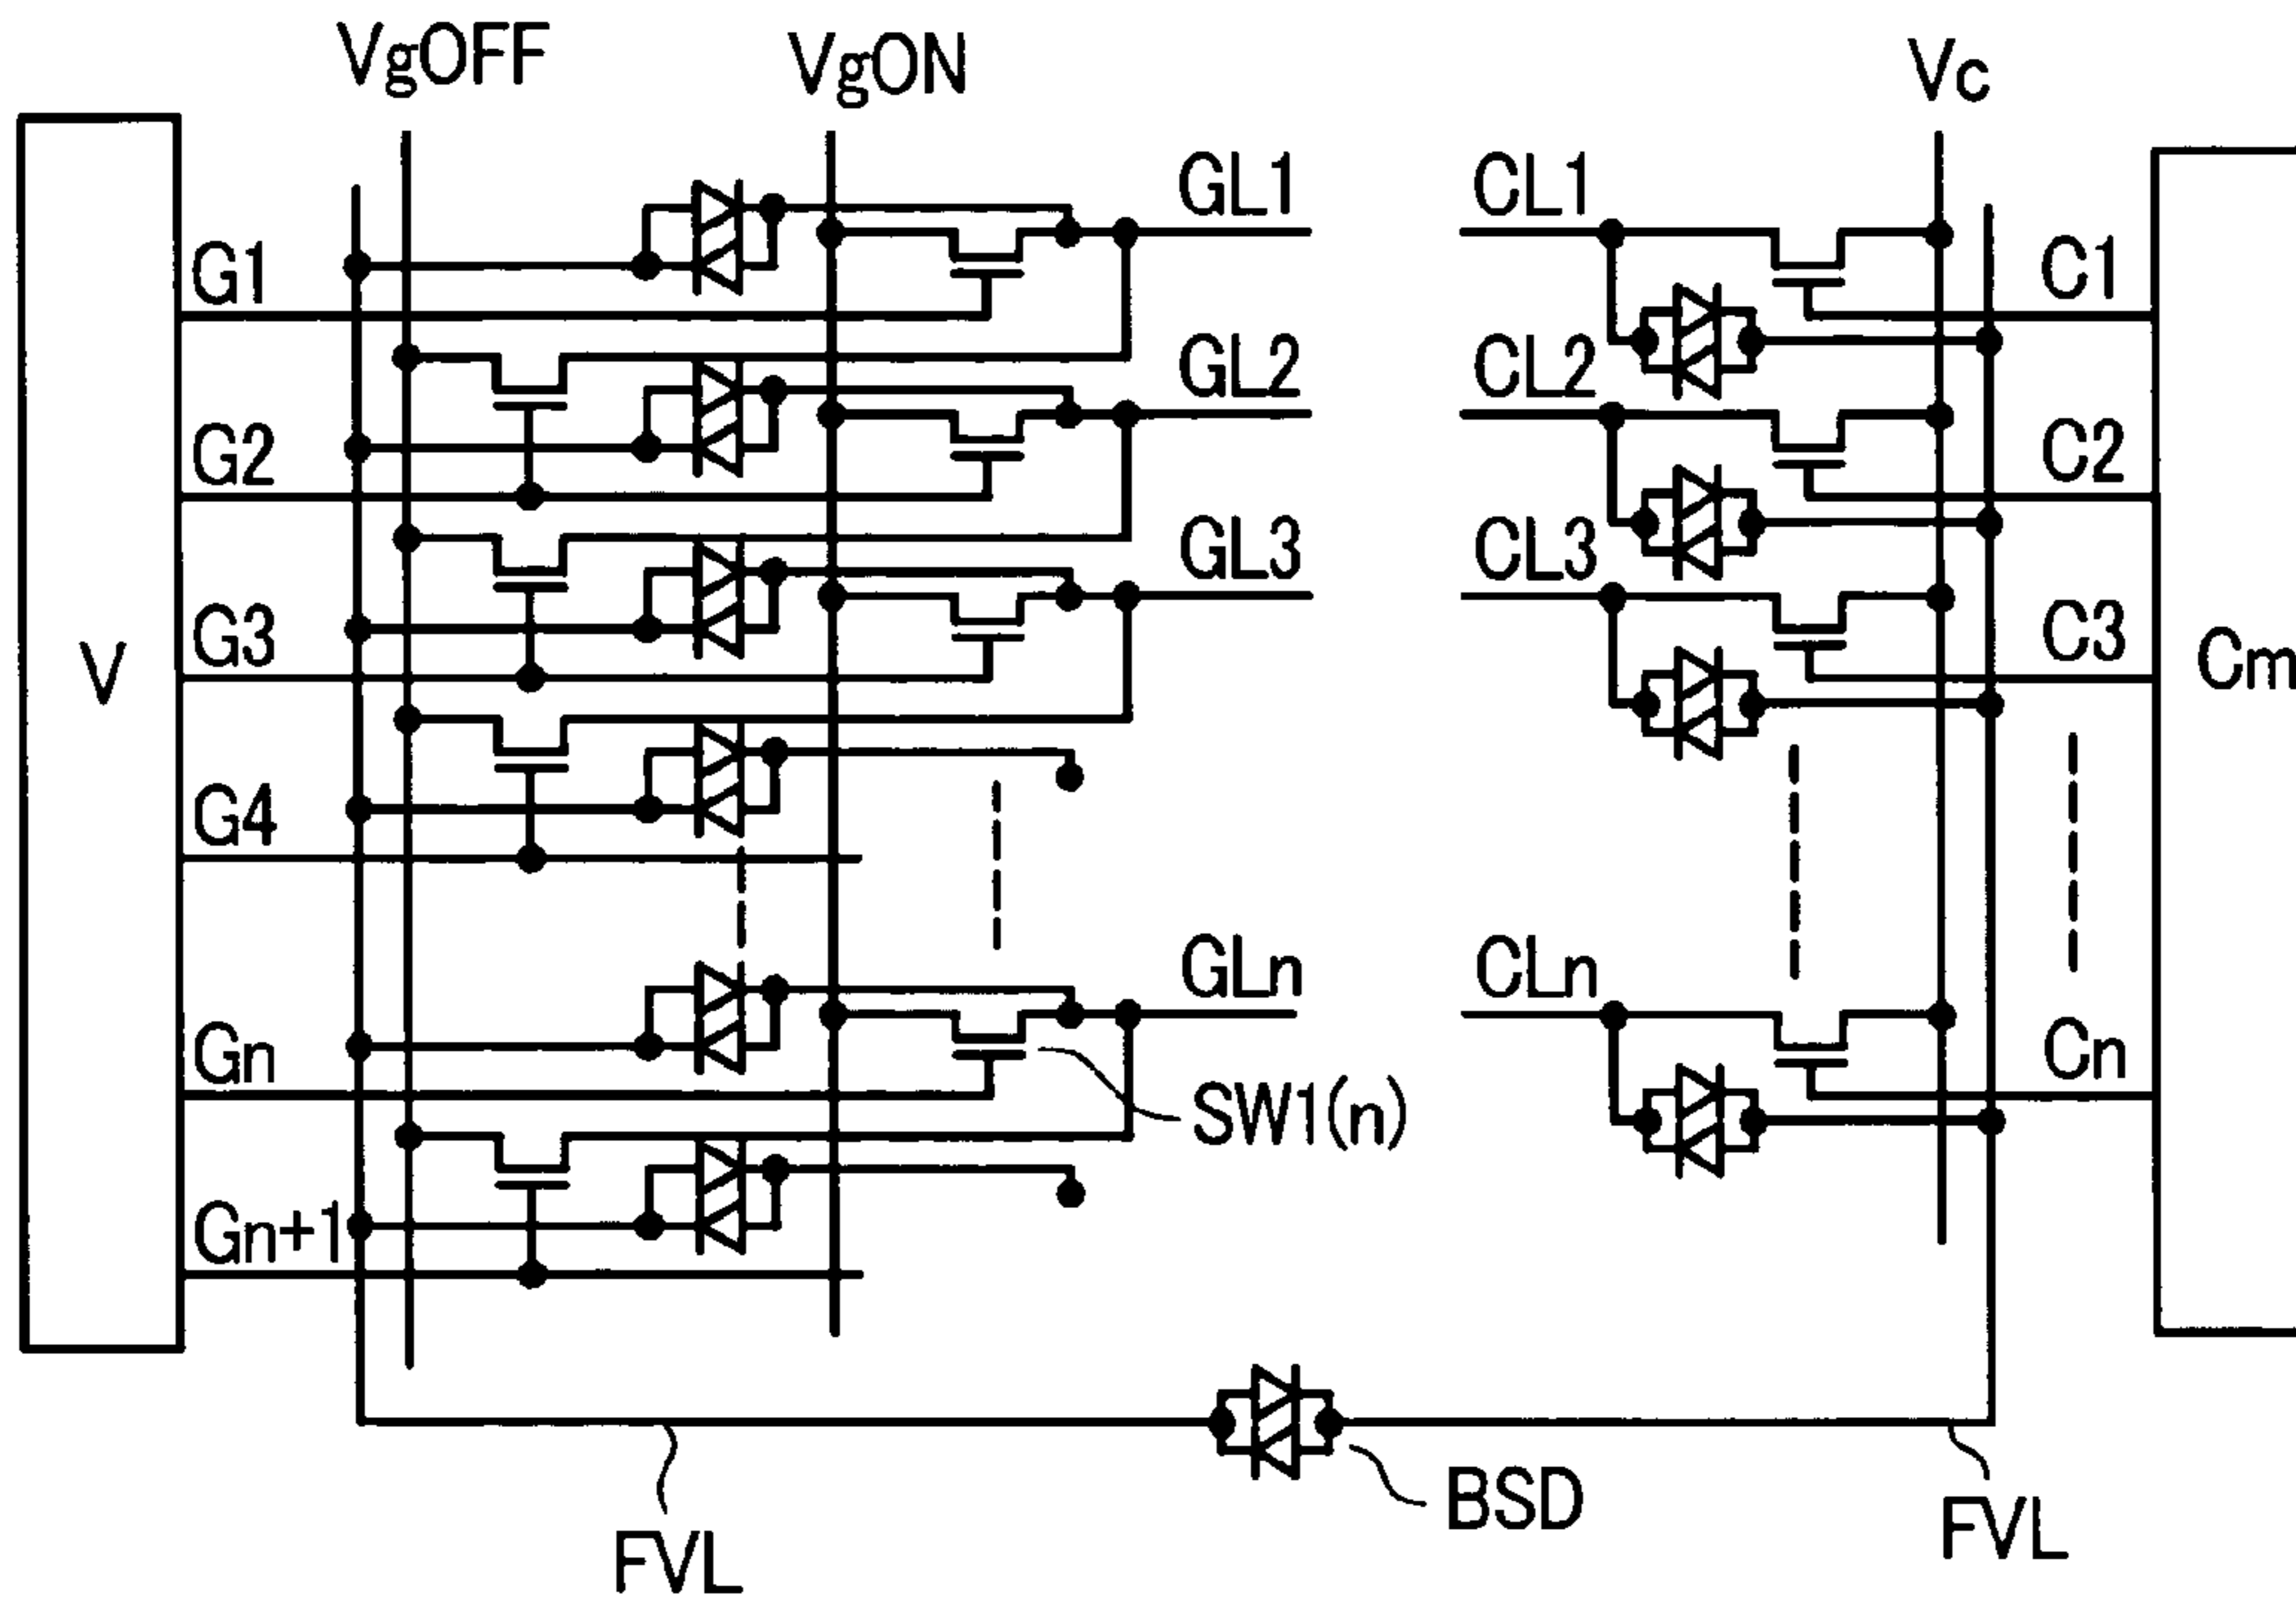 VgOFF
VgON
Vc
GL1
CL1
G1
C1
GL2
CL2
G2
C2
GL3
CL3
G3
C3
V
Cm
G4
GLn
CLn
Gn
Cn
SW1(n)
Gn+1
BSD
FVL
FVL